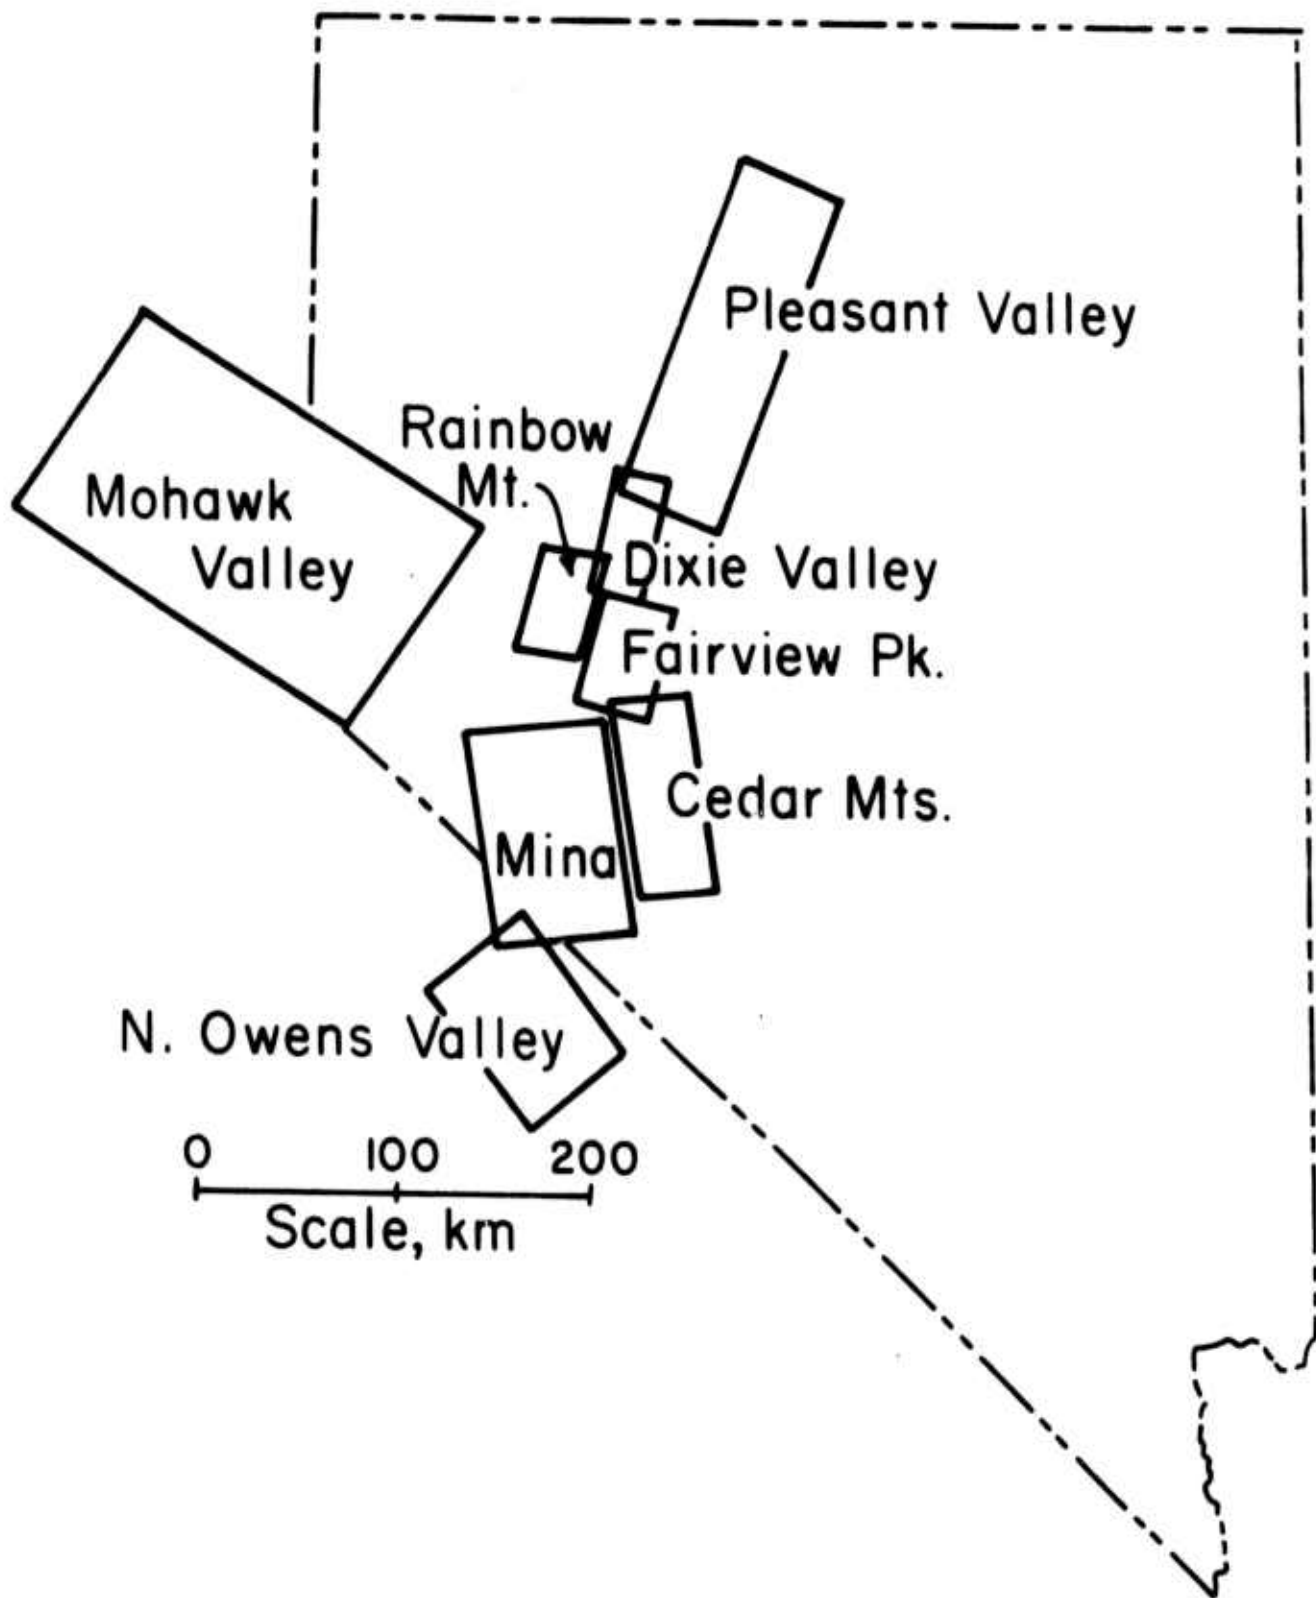 Pleasant Valley
Rainbow
Mt.
Mohawk
Valley
Dixie Valley
Fairview Pk.
Cedar Mts.
Mina
N. Owens Valley
0 100 200
Scale, km